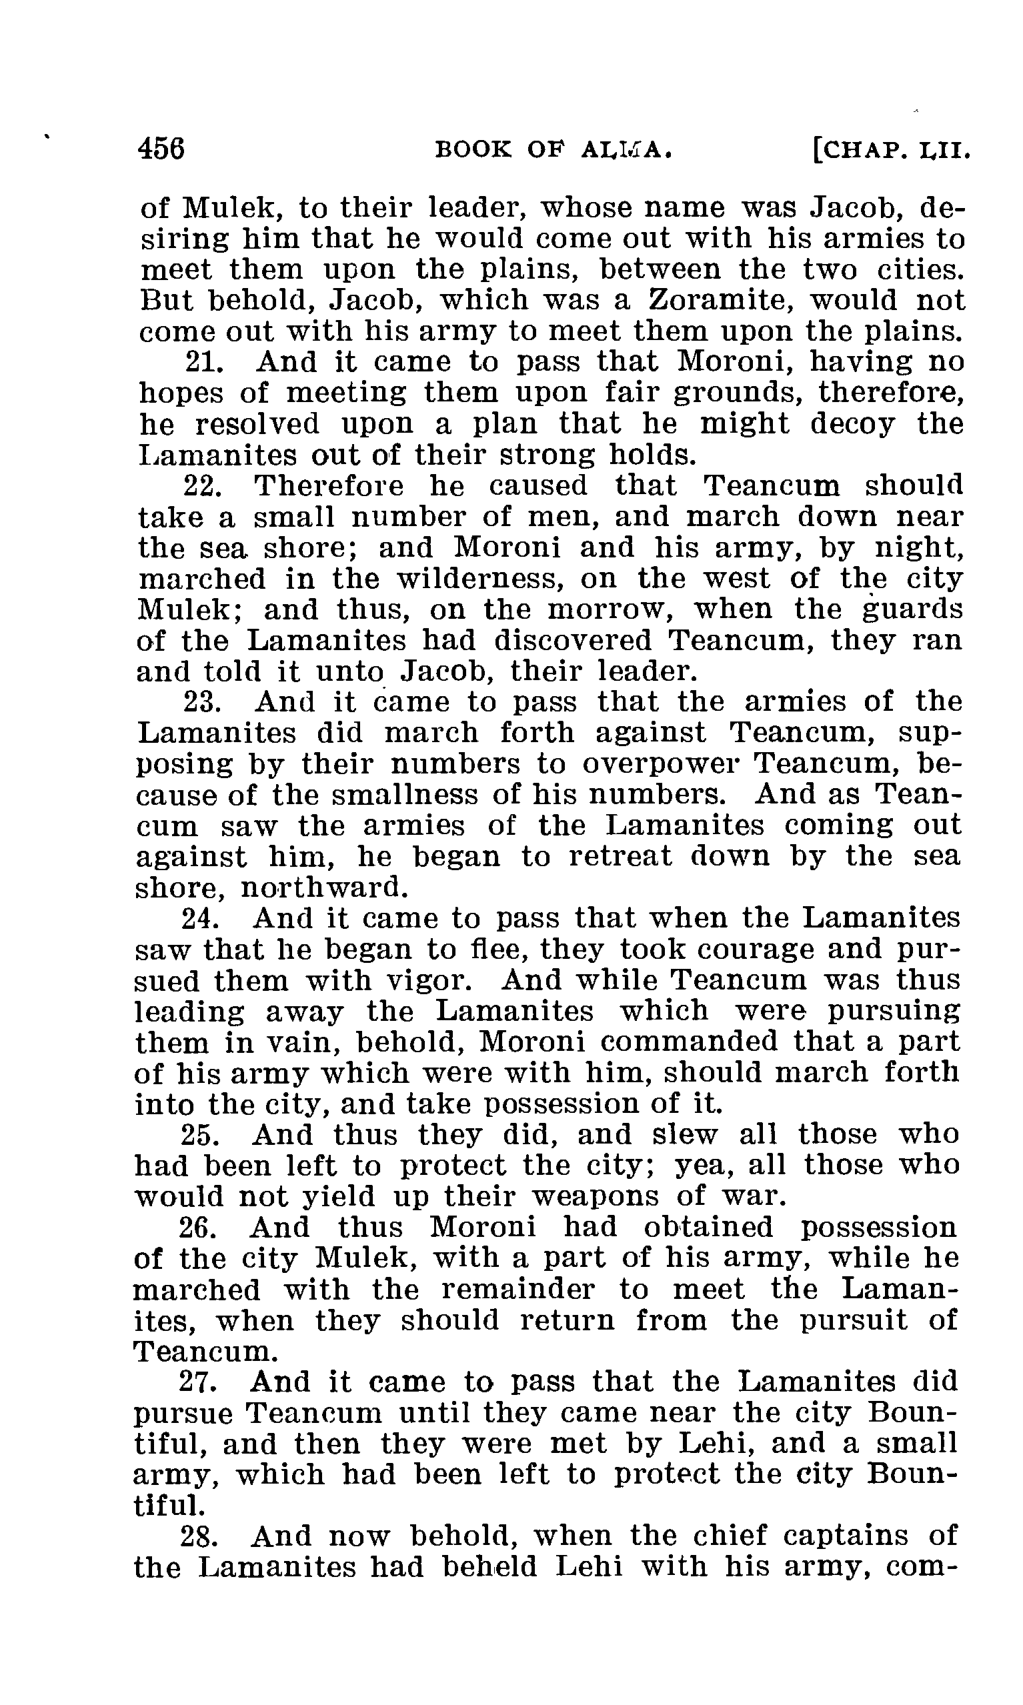 456 BOOK OF ALMA. [CHAP. LII.
of Mulek, to their leader, whose name was Jacob, de-
siring him that he would come out with his armies to
meet them upon the plains, between the two cities.
But behold, Jacob, which was a Zoramite, would not
come out with his army to meet them upon the plains.
21. And it came to pass that Moroni, having no
hopes of meeting them upon fair grounds, therefore,
he resolved upon a plan that he might decoy the
Lamanites out of their strong holds.
22. Therefore he caused that Teancum should
take a small number of men, and march down near
the sea shore; and Moroni and his army, by night,
marched in the wilderness, on the west of the city
Mulek; and thus, on the morrow, when the guards
of the Lamanites had discovered Teancum, they ran
and told it unto Jacob, their leader.
23. And it came to pass that the armies of the
Lamanites did march forth against Teancum, sup-
posing by their numbers to overpower Teancum, be-
cause of the smallness of his numbers. And as Tean-
cum saw the armies of the Lamanites coming out
against him, he began to retreat down by the sea
shore, northward.
24. And it came to pass that when the Lamanites
saw that he began to flee, they took courage and pur-
sued them with vigor. And while Teancum was thus
leading away the Lamanites which were pursuing
them in vain, behold, Moroni commanded that a part
of his army which were with him, should march forth
into the city, and take possession of it.
25. And thus they did, and slew all those who
had been left to protect the city; yea, all those who
would not yield up their weapons of war.
26. And thus Moroni had obtained possession
of the city Mulek, with a part of his army, while he
marched with the remainder to meet the Laman-
ites, when they should return from the pursuit of
Teancum.
27. And it came to pass that the Lamanites did
pursue Teancum until they came near the city Boun-
tiful, and then they were met by Lehi, and a small
army, which had been left to protect the city Boun-
tiful.
28. And now behold, when the chief captains of
the Lamanites had beheld Lehi with his army, com-